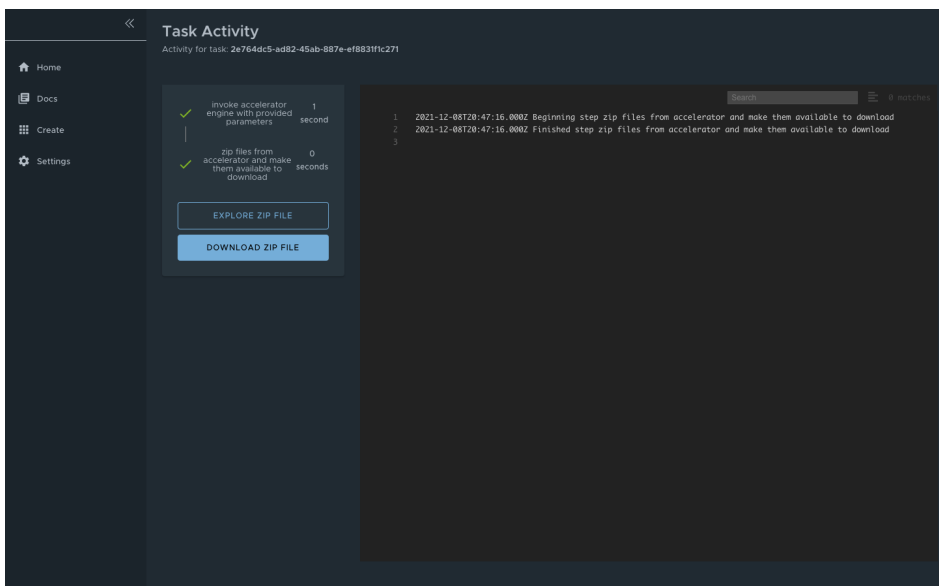 Task Activity
Activity for task: 2e764dc5-ad82-45ab-887e-ef8831f1c271
Home
Docs
Create
Settings
invoke accelerator
engine with provided
parameters
1
second
zip files from
accelerator and make
them available to
download
0
seconds
EXPLORE ZIP FILE
DOWNLOAD ZIP FILE
Search
0 matches
1 2021-12-08T20:47:16.000Z Beginning step zip files from accelerator and make them available to download
2 2021-12-08T20:47:16.000Z Finished step zip files from accelerator and make them available to download
3